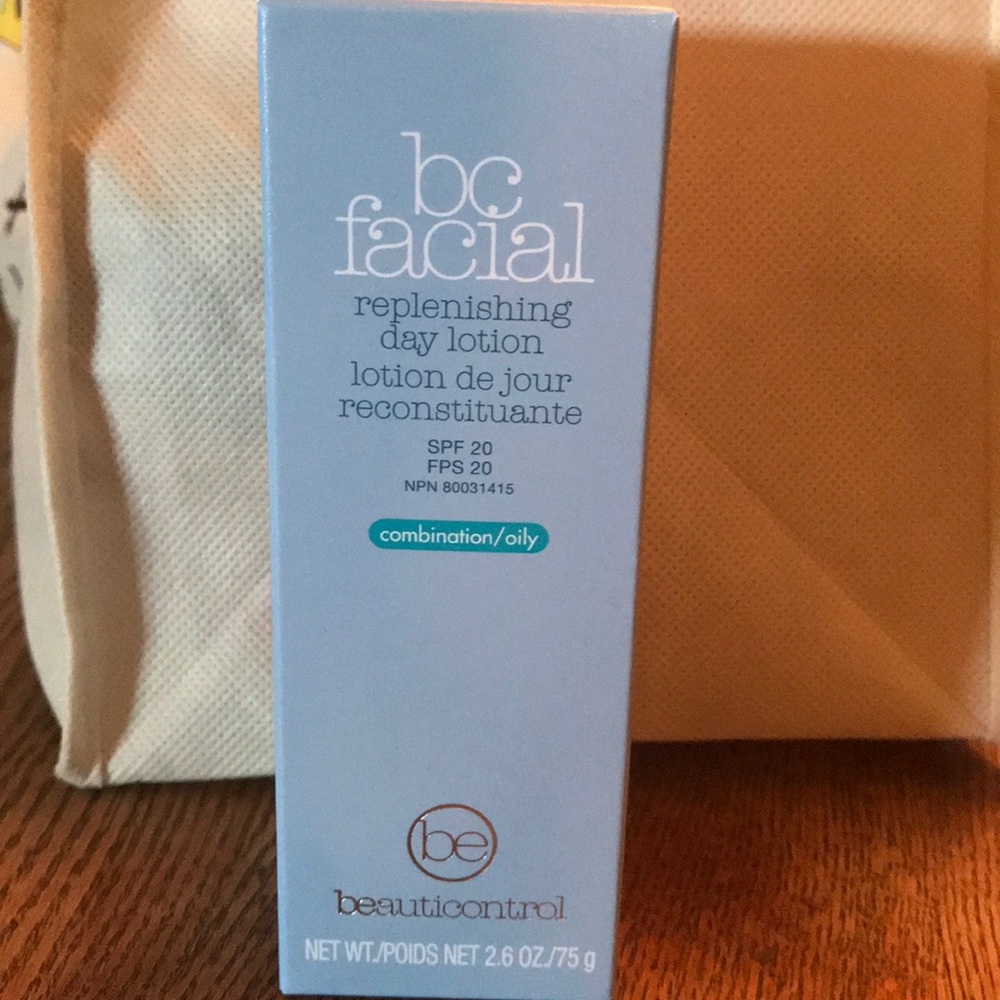 bc
facial
replenishing
day lotion
lotion de jour
reconstituante
SPF 20
FPS 20
NPN 80031415
combination/oily
be
beauticontrol
NET WT./POIDS NET 2.6 OZ./75 g